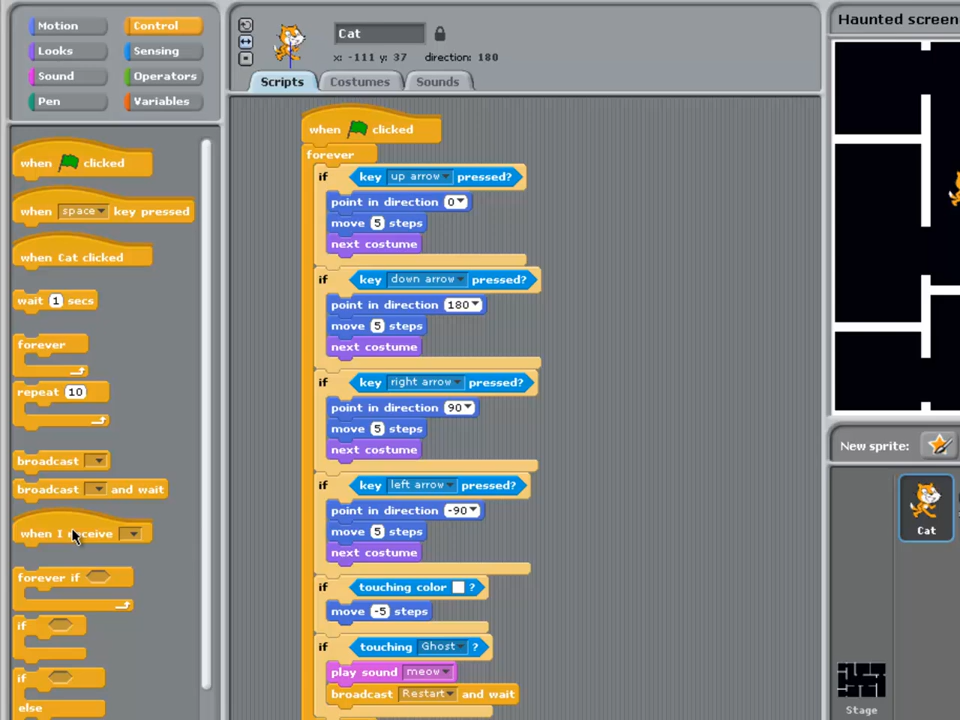 Motion Control
Looks Sensing
Sound Operators
Pen Variables
when clicked
when space key pressed
when Cat clicked
wait 1 secs
forever
repeat 10
broadcast
broadcast and wait
when I receive
forever if
if
if
else
Cat
x: -111 y: 37 direction: 180
Scripts Costumes Sounds
when clicked
forever
if key up arrow pressed?
point in direction 0
move 5 steps
next costume
if key down arrow pressed?
point in direction 180
move 5 steps
next costume
if key right arrow pressed?
point in direction 90
move 5 steps
next costume
if key left arrow pressed?
point in direction -90
move 5 steps
next costume
if touching color ?
move -5 steps
if touching Ghost ?
play sound meow
broadcast Restart and wait
Haunted screen
New sprite:
Cat
Stage